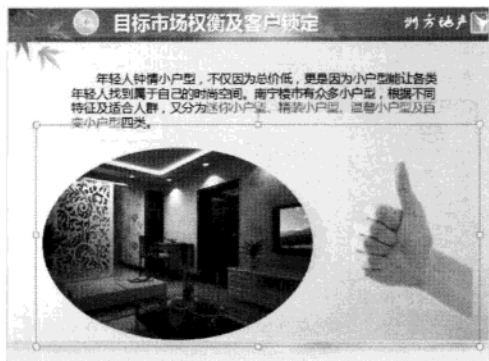 目标市场权衡及客户锁定
地产
年轻人钟情小户型，不仅因为总价低，更是因为小户型能让各类
年轻人找到属于自己的时尚空间。南宁楼市有众多小户型，根据不同
特征及适合人群，又分为迷你小户型、精装小户型、温馨小户型及百
变小户型四类。